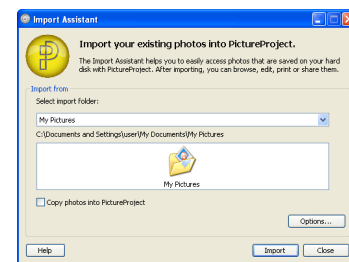 Import Assistant
P
Import your existing photos into PictureProject.
The Import Assistant helps you to easily access photos that are saved on your hard
disk with PictureProject. After importing, you can browse, edit, print or share them.
Import from
Select import folder:
My Pictures
C:\Documents and Settings\user\My Documents\My Pictures
My Pictures
Copy photos into PictureProject
Options...
Help
Import
Close